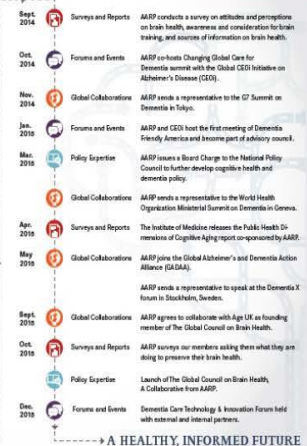 Sept. 2014
Surveys and Reports
AARP conducts a survey on attitudes and perceptions
on brain health, awareness and consideration for brain
training, and sources of information on brain health.
Oct. 2014
Forums and Events
AARP co-hosts Changing Global Care for
Dementia summit with the Global CEOi Initiative on
Alzheimer's Disease (CEOi).
Nov. 2014
Global Collaborations
AARP sends a representative to the G7 Summit on
Dementia in Tokyo.
Jan. 2015
Forums and Events
AARP and CEOi host the first meeting of Dementia
Friendly America and become part of advisory council.
Mar. 2015
Policy Expertise
AARP issues a Board Charge to the National Policy
Council to further develop cognitive health and
dementia policy.
Global Collaborations
AARP sends a representative to the World Health
Organization Ministerial Summit on Dementia in Geneva.
Apr. 2015
Surveys and Reports
The Institute of Medicine releases the Public Health Di-
mensions of Cognitive Aging report co-sponsored by AARP.
May 2015
Global Collaborations
AARP joins the Global Alzheimer's and Dementia Action
Alliance (GADAA).
AARP sends a representative to speak at the Dementia X
forum in Stockholm, Sweden.
Sept. 2015
Global Collaborations
AARP agrees to collaborate with Age UK as founding
member of The Global Council on Brain Health.
Oct. 2015
Surveys and Reports
AARP surveys our members asking them what they are
doing to preserve their brain health.
Policy Expertise
Launch of The Global Council on Brain Health,
A Collaborative from AARP.
Dec. 2015
Forums and Events
Dementia Care Technology & Innovation Forum held
with external and internal partners.
A HEALTHY, INFORMED FUTURE